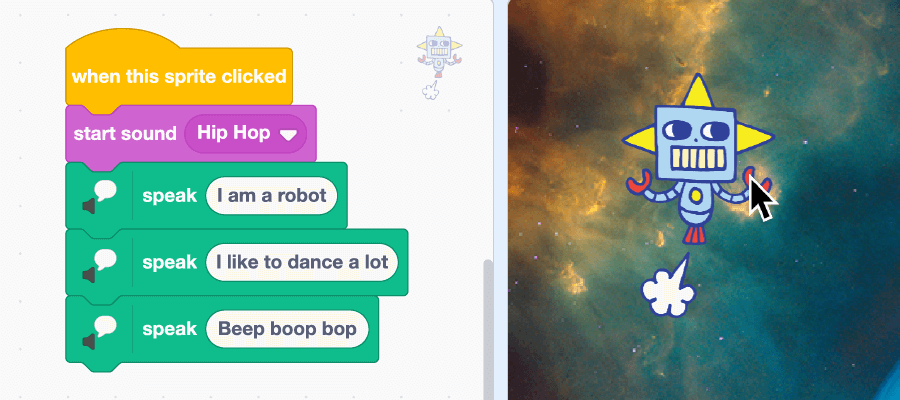 when this sprite clicked
start sound Hip Hop
speak I am a robot
speak I like to dance a lot
speak Beep boop bop